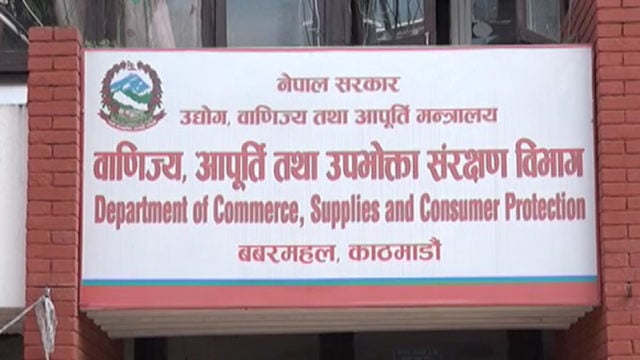 नेपाल सरकार
उद्योग, वाणिज्य तथा आपूर्ति मन्त्रालय
वाणिज्य, आपूर्ति तथा उपभोक्ता संरक्षण विभाग
Department of Commerce, Supplies and Consumer Protection
बबरमहल, काठमाडौं